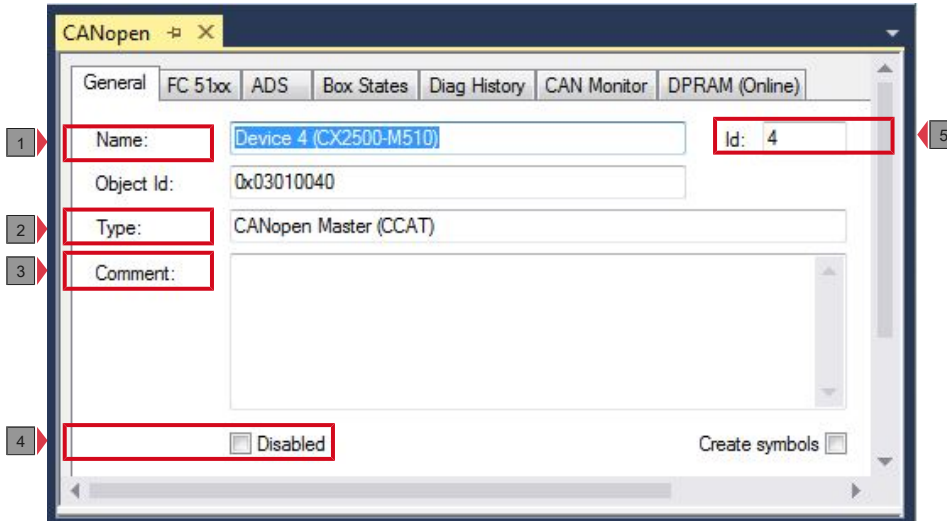 CANopen
General FC 51xx ADS Box States Diag History CAN Monitor DPRAM (Online)
1 Name: Device 4 (CX2500-M510) Id: 4 5
Object Id: 0x03010040
2 Type: CANopen Master (CCAT)
3 Comment:
4 Disabled Create symbols